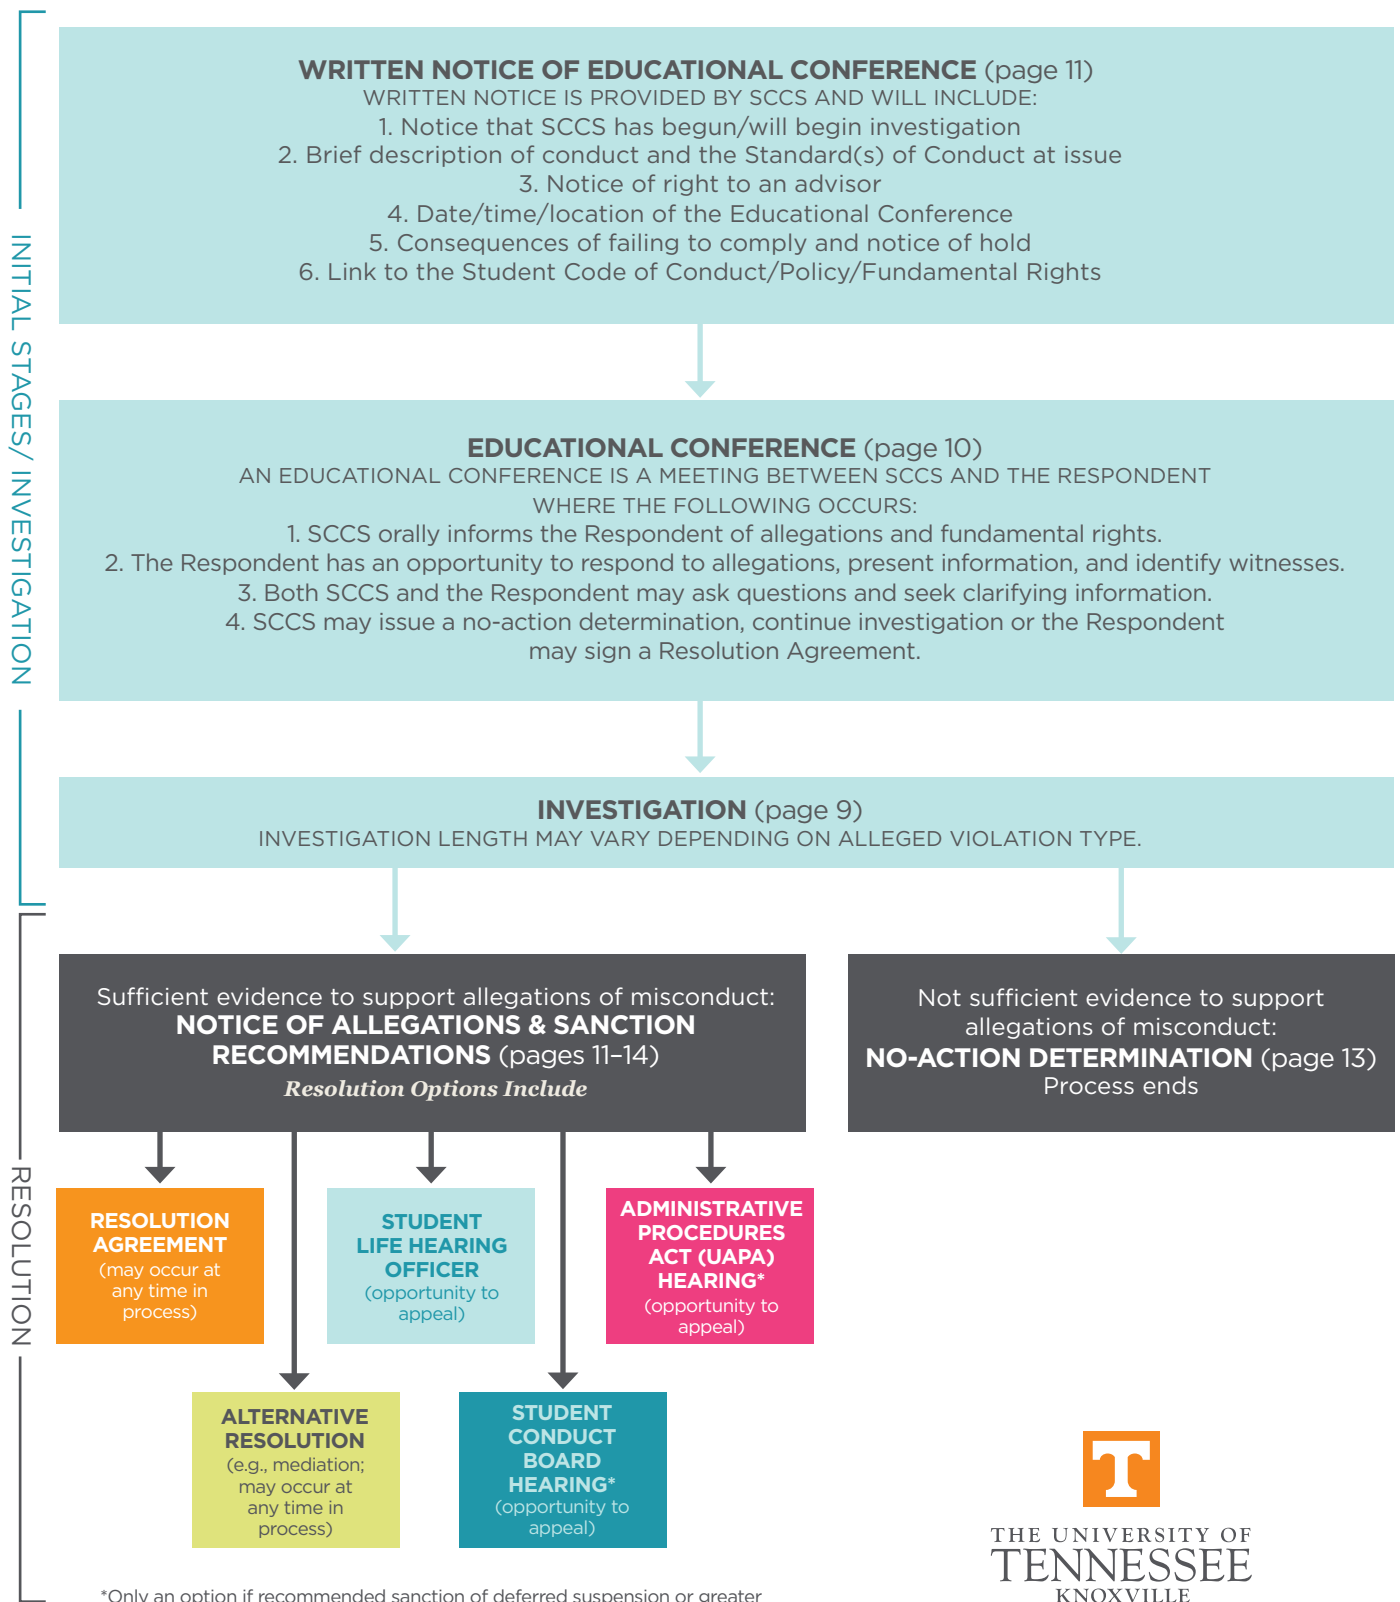 WRITTEN NOTICE OF EDUCATIONAL CONFERENCE (page 11)
WRITTEN NOTICE IS PROVIDED BY SCCS AND WILL INCLUDE:
1. Notice that SCCS has begun/will begin investigation
2. Brief description of conduct and the Standard(s) of Conduct at issue
3. Notice of right to an advisor
4. Date/time/location of the Educational Conference
5. Consequences of failing to comply and notice of hold
6. Link to the Student Code of Conduct/Policy/Fundamental Rights
INITIAL STAGES/ INVESTIGATION
EDUCATIONAL CONFERENCE (page 10)
AN EDUCATIONAL CONFERENCE IS A MEETING BETWEEN SCCS AND THE RESPONDENT
WHERE THE FOLLOWING OCCURS:
1. SCCS orally informs the Respondent of allegations and fundamental rights.
2. The Respondent has an opportunity to respond to allegations, present information, and identify witnesses.
3. Both SCCS and the Respondent may ask questions and seek clarifying information.
4. SCCS may issue a no-action determination, continue investigation or the Respondent
may sign a Resolution Agreement.
INVESTIGATION (page 9)
INVESTIGATION LENGTH MAY VARY DEPENDING ON ALLEGED VIOLATION TYPE.
RESOLUTION
Sufficient evidence to support allegations of misconduct:
NOTICE OF ALLEGATIONS & SANCTION
RECOMMENDATIONS (pages 11–14)
Resolution Options Include
Not sufficient evidence to support
allegations of misconduct:
NO-ACTION DETERMINATION (page 13)
Process ends
RESOLUTION
AGREEMENT
(may occur at
any time in
process)
STUDENT
LIFE HEARING
OFFICER
(opportunity to
appeal)
ADMINISTRATIVE
PROCEDURES
ACT (UAPA)
HEARING*
(opportunity to
appeal)
ALTERNATIVE
RESOLUTION
(e.g., mediation;
may occur at
any time in
process)
STUDENT
CONDUCT
BOARD
HEARING*
(opportunity to
appeal)
T
THE UNIVERSITY OF
TENNESSEE
KNOXVILLE
*Only an option if recommended sanction of deferred suspension or greater